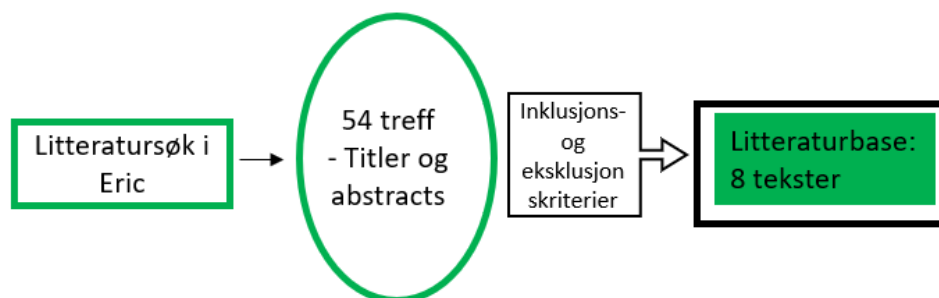 Litteratursøk i
Eric
54 treff
- Titler og
abstracts
Inklusjons-
og
eksklusjon
skriterier
Litteraturbase:
8 tekster